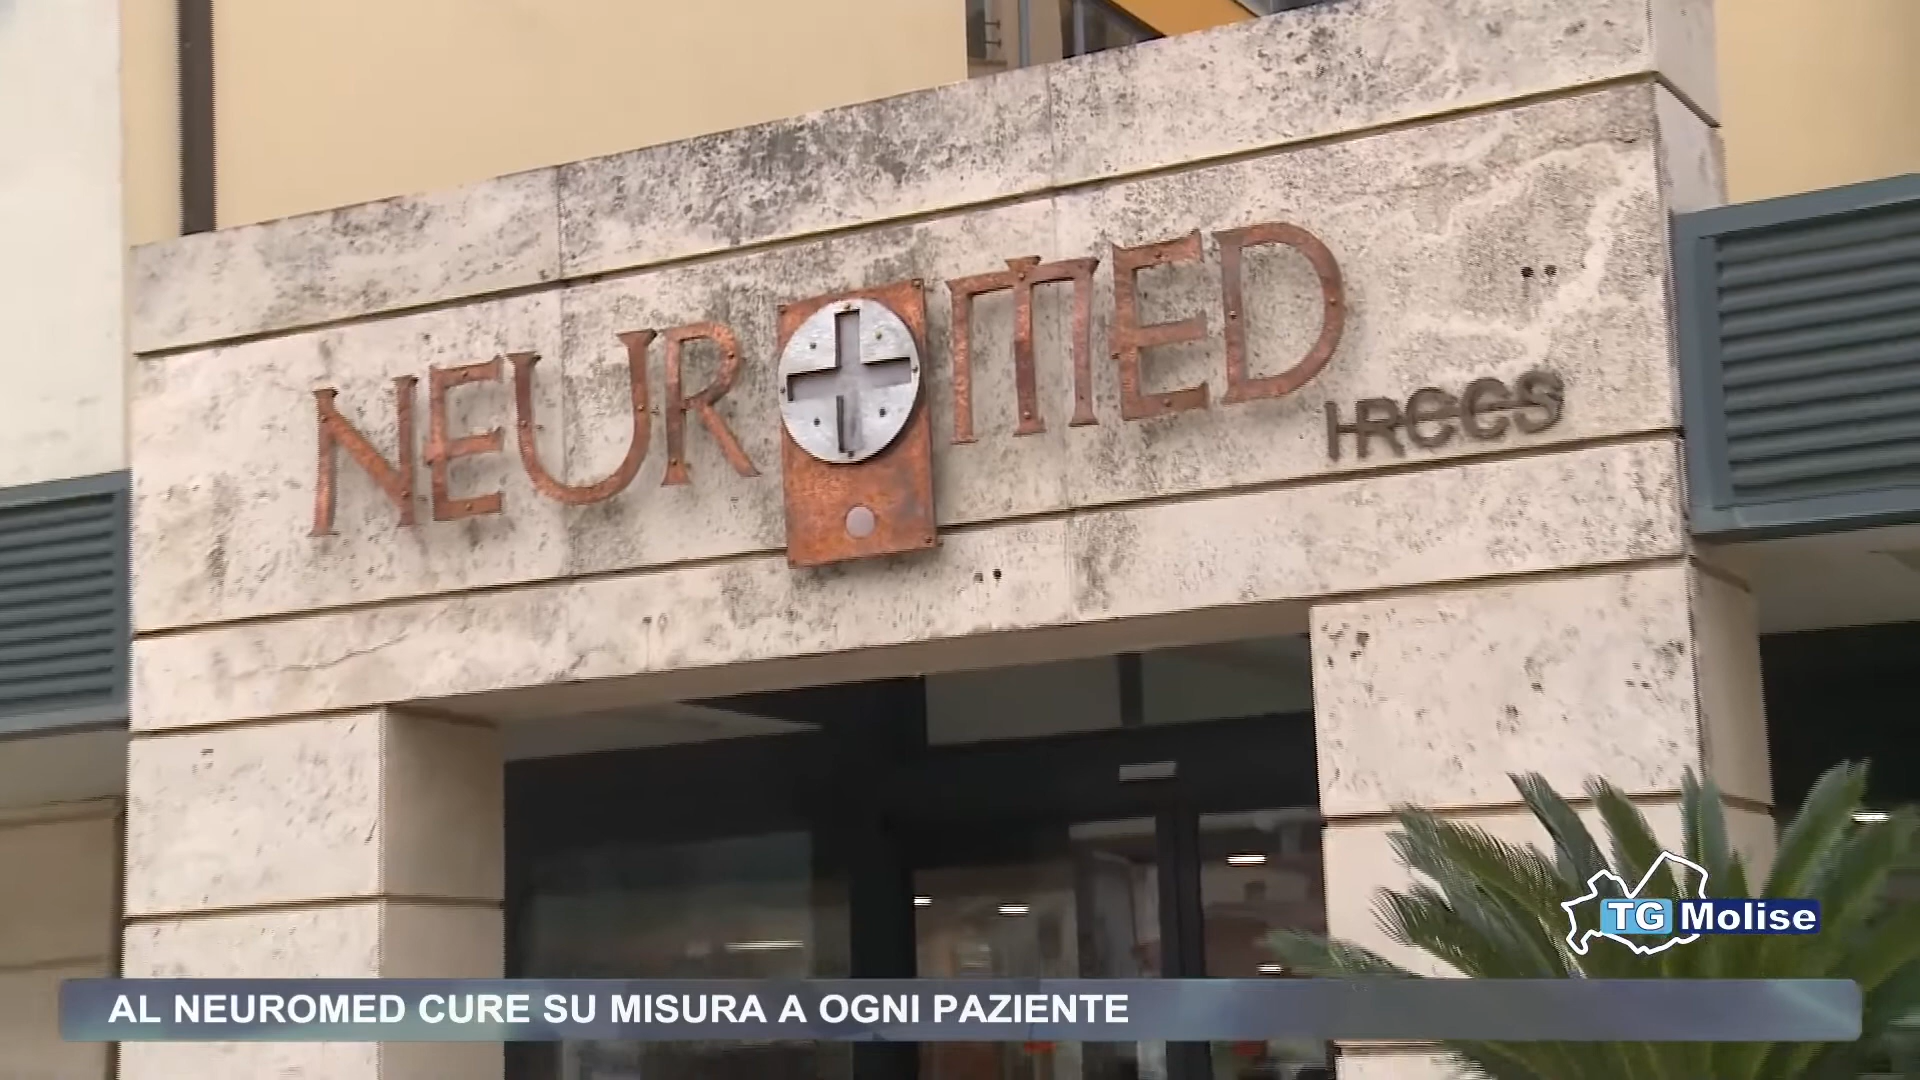 NEUROMED
IRCCS
TG Molise
AL NEUROMED CURE SU MISURA A OGNI PAZIENTE